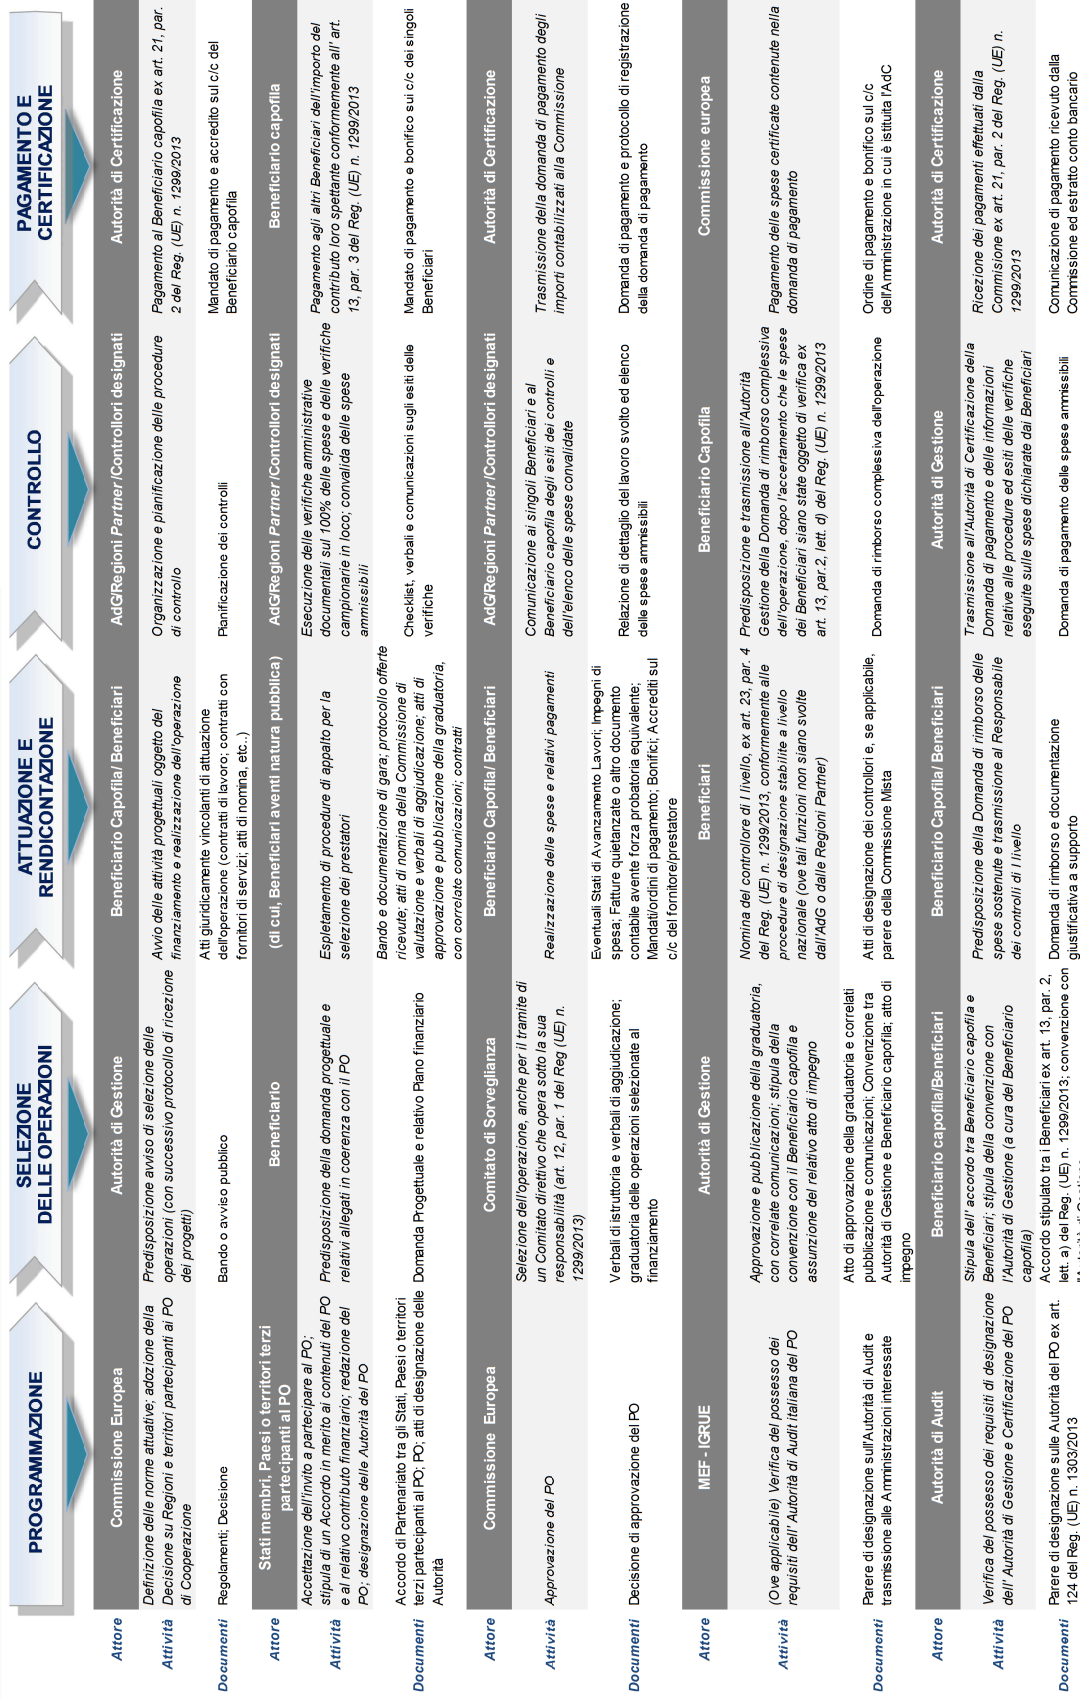 PROGRAMMAZIONE
SELEZIONE
DELLE OPERAZIONI
ATTUAZIONE E
RENDICONTAZIONE
CONTROLLO
PAGAMENTO E
CERTIFICAZIONE
Attore
Commissione Europea
Autorità di Gestione
Beneficiario Capofila/ Beneficiari
AdG/Regioni Partner/Controllori designati
Autorità di Certificazione
Attività
Definizione delle norme attuative; adozione della
Decisione su Regioni e territori partecipanti ai PO
di Cooperazione
Predisposizione avviso di selezione delle
operazioni (con successivo protocollo di ricezione
dei progetti)
Avvio delle attività progettuali oggetto del
finanziamento e realizzazione dell'operazione
Organizzazione e pianificazione delle procedure
di controllo
Pagamento al Beneficiario capofila ex art. 21, par.
2 del Reg. (UE) n. 1299/2013
Documenti
Regolamenti; Decisione
Bando o avviso pubblico
Atti giuridicamente vincolanti di attuazione
dell'operazione (contratti di lavoro; contratti con
fornitori di servizi; atti di nomina, etc..)
Pianificazione dei controlli
Mandato di pagamento e accredito sul c/c del
Beneficiario capofila
Attore
Stati membri, Paesi o territori terzi
partecipanti al PO
Beneficiario
(di cui, Beneficiari aventi natura pubblica)
AdG/Regioni Partner/Controllori designati
Beneficiario capofila
Attività
Accettazione dell'invito a partecipare al PO;
stipula di un Accordo in merito ai contenuti del PO
e al relativo contributo finanziario; redazione del
PO; designazione delle Autorità del PO
Predisposizione della domanda progettuale e
relativi allegati in coerenza con il PO
Espletamento di procedure di appalto per la
selezione dei prestatori
Esecuzione delle verifiche amministrative
documentali sul 100% delle spese e delle verifiche
campionarie in loco; convalida delle spese
ammissibili
Pagamento agli altri Beneficiari dell'importo del
contributo loro spettante conformemente all' art.
13, par. 3 del Reg. (UE) n. 1299/2013
Documenti
Accordo di Partenariato tra gli Stati, Paesi o territori
terzi partecipanti al PO; PO; atti di designazione delle
Autorità
Domanda Progettuale e relativo Piano finanziario
Bando e documentazione di gara; protocollo offerte
ricevute; atti di nomina della Commissione di
valutazione e verbali di aggiudicazione; atti di
approvazione e pubblicazione della graduatoria,
con correlate comunicazioni; contratti
Checklist, verbali e comunicazioni sugli esiti delle
verifiche
Mandato di pagamento e bonifico sui c/c dei singoli
Beneficiari
Attore
Commissione Europea
Comitato di Sorveglianza
Beneficiario Capofila/ Beneficiari
AdG/Regioni Partner/Controllori designati
Autorità di Certificazione
Attività
Approvazione del PO
Selezione dell'operazione, anche per il tramite di
un Comitato direttivo che opera sotto la sua
responsabilità (art. 12, par. 1 del Reg (UE) n.
1299/2013)
Realizzazione delle spese e relativi pagamenti
Comunicazione ai singoli Beneficiari e al
Beneficiario capofila degli esiti dei controlli e
dell'elenco delle spese convalidate
Trasmissione della domanda di pagamento degli
importi contabilizzati alla Commissione
Documenti
Decisione di approvazione del PO
Verbali di istruttoria e verbali di aggiudicazione;
graduatoria delle operazioni selezionate al
finanziamento
Eventuali Stati di Avanzamento Lavori; Impegni di
spesa; Fatture quietanzate o altro documento
contabile avente forza probatoria equivalente;
Mandati/ordini di pagamento; Bonifici; Accrediti sul
c/c del fornitore/prestatore
Relazione di dettaglio del lavoro svolto ed elenco
delle spese ammissibili
Domanda di pagamento e protocollo di registrazione
della domanda di pagamento
Attore
MEF - IGRUE
Autorità di Gestione
Beneficiari
Beneficiario Capofila
Commissione europea
Attività
(Ove applicabile) Verifica del possesso dei
requisiti dell' Autorità di Audit italiana del PO
Approvazione e pubblicazione della graduatoria,
con correlate comunicazioni; stipula della
convenzione con il Beneficiario capofila e
assunzione del relativo atto di impegno
Nomina del controllore di I livello, ex art. 23, par. 4
del Reg. (UE) n. 1299/2013, conformemente alle
procedure di designazione stabilite a livello
nazionale (ove tali funzioni non siano svolte
dall'AdG o dalle Regioni Partner)
Predisposizione e trasmissione all'Autorità
Gestione della Domanda di rimborso complessiva
dell'operazione, dopo l'accertamento che le spese
dei Beneficiari siano state oggetto di verifica ex
art. 13, par.2, lett. d) del Reg. (UE) n. 1299/2013
Pagamento delle spese certificate contenute nella
domanda di pagamento
Documenti
Parere di designazione sull'Autorità di Audit e
trasmissione alle Amministrazioni interessate
Atto di approvazione della graduatoria e correlati
pubblicazione e comunicazioni; Convenzione tra
Autorità di Gestione e Beneficiario capofila; atto di
impegno
Atti di designazione dei controllori e, se applicabile,
parere della Commissione Mista
Domanda di rimborso complessiva dell'operazione
Ordine di pagamento e bonifico sul c/c
dell'Amministrazione in cui è istituita l'AdC
Attore
Autorità di Audit
Beneficiario capofila/Beneficiari
Beneficiario Capofila/ Beneficiari
Autorità di Gestione
Autorità di Certificazione
Attività
Verifica del possesso dei requisiti di designazione
dell' Autorità di Gestione e Certificazione del PO
Stipula dell' accordo tra Beneficiario capofila e
Beneficiari; stipula della convenzione con
l'Autorità di Gestione (a cura del Beneficiario
capofila)
Predisposizione della Domanda di rimborso delle
spese sostenute e trasmissione al Responsabile
dei controlli di I livello
Trasmissione all'Autorità di Certificazione della
Domanda di pagamento e delle informazioni
relative alle procedure ed esiti delle verifiche
eseguite sulle spese dichiarate dai Beneficiari
Ricezione dei pagamenti effettuati dalla
Commisione ex art. 21, par. 2 del Reg. (UE) n.
1299/2013
Documenti
Parere di designazione sulle Autorità del PO ex art.
124 del Reg. (UE) n. 1303/2013
Accordo stipulato tra i Beneficiari ex art. 13, par. 2,
lett. a) del Reg. (UE) n. 1299/2013; convenzione con
Domanda di rimborso e documentazione
giustificativa a supporto
Domanda di pagamento delle spese ammissibili
Comunicazione di pagamento ricevuto dalla
Commissione ed estratto conto bancario